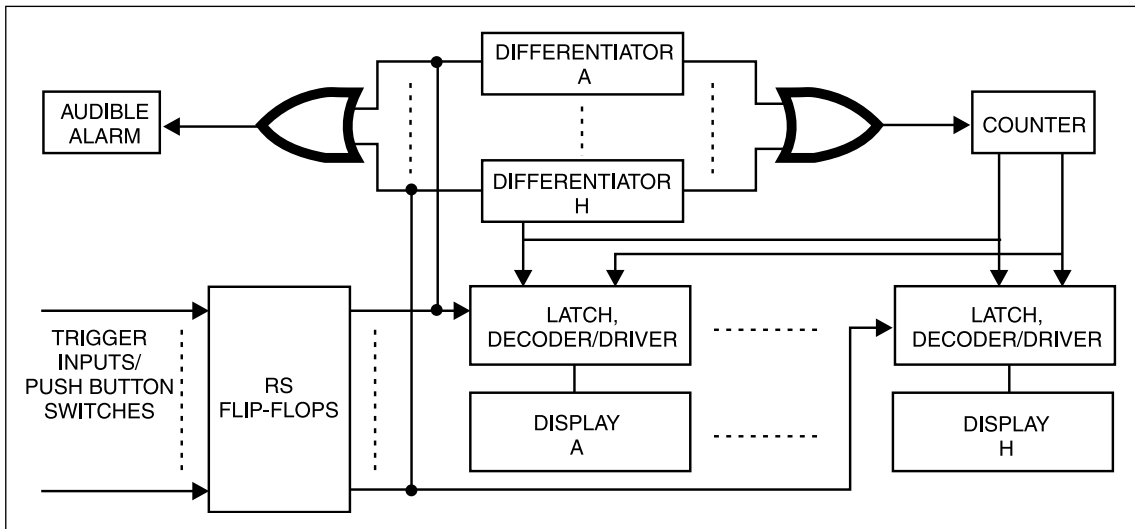 DIFFERENTIATOR
A
AUDIBLE
ALARM
COUNTER
DIFFERENTIATOR
H
TRIGGER
INPUTS/
PUSH BUTTON
SWITCHES
RS
FLIP-FLOPS
LATCH,
DECODER/DRIVER
LATCH,
DECODER/DRIVER
DISPLAY
A
DISPLAY
H